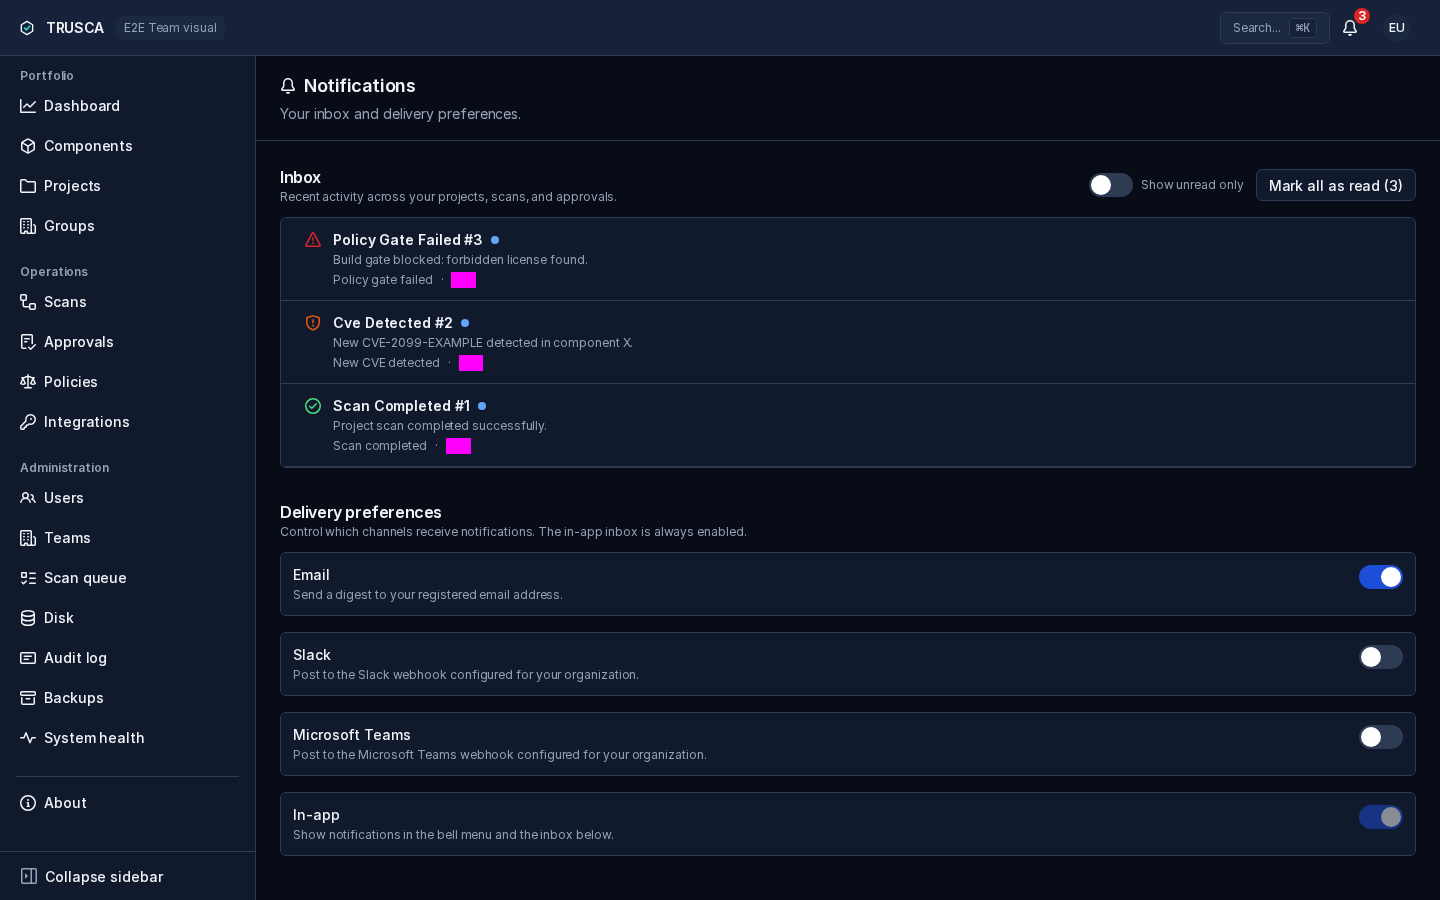 TRUSCA
E2E Team visual
Search...
⌘K
3
EU
Portfolio
Dashboard
Components
Projects
Groups
Operations
Scans
Approvals
Policies
Integrations
Administration
Users
Teams
Scan queue
Disk
Audit log
Backups
System health
About
Collapse sidebar
Notifications
Your inbox and delivery preferences.
Inbox
Recent activity across your projects, scans, and approvals.
Show unread only
Mark all as read (3)
Policy Gate Failed #3
Build gate blocked: forbidden license found.
Policy gate failed ·
Cve Detected #2
New CVE-2099-EXAMPLE detected in component X.
New CVE detected ·
Scan Completed #1
Project scan completed successfully.
Scan completed ·
Delivery preferences
Control which channels receive notifications. The in-app inbox is always enabled.
Email
Send a digest to your registered email address.
Slack
Post to the Slack webhook configured for your organization.
Microsoft Teams
Post to the Microsoft Teams webhook configured for your organization.
In-app
Show notifications in the bell menu and the inbox below.